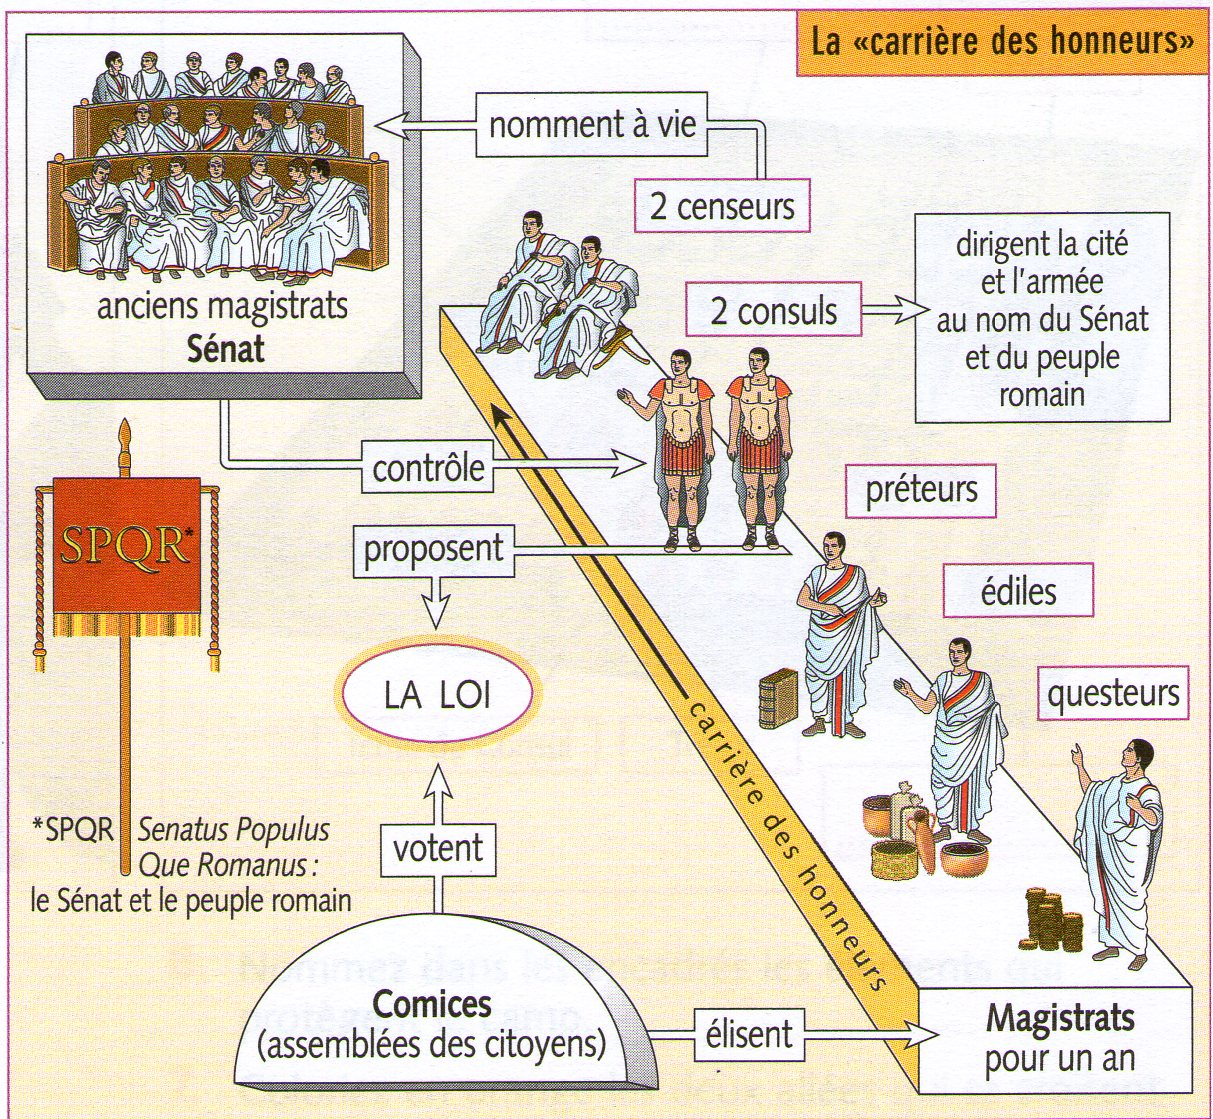 La «carrière des honneurs»
nomment à vie
2 censeurs
dirigent la cité
et l'armée
au nom du Sénat
et du peuple
romain
2 consuls
anciens magistrats
Sénat
contrôle
préteurs
SPQR*
proposent
édiles
LA LOI
questeurs
carrière des honneurs
*SPQR Senatus Populus
Que Romanus :
le Sénat et le peuple romain
votent
Comices
(assemblées des citoyens)
élisent
Magistrats
pour un an